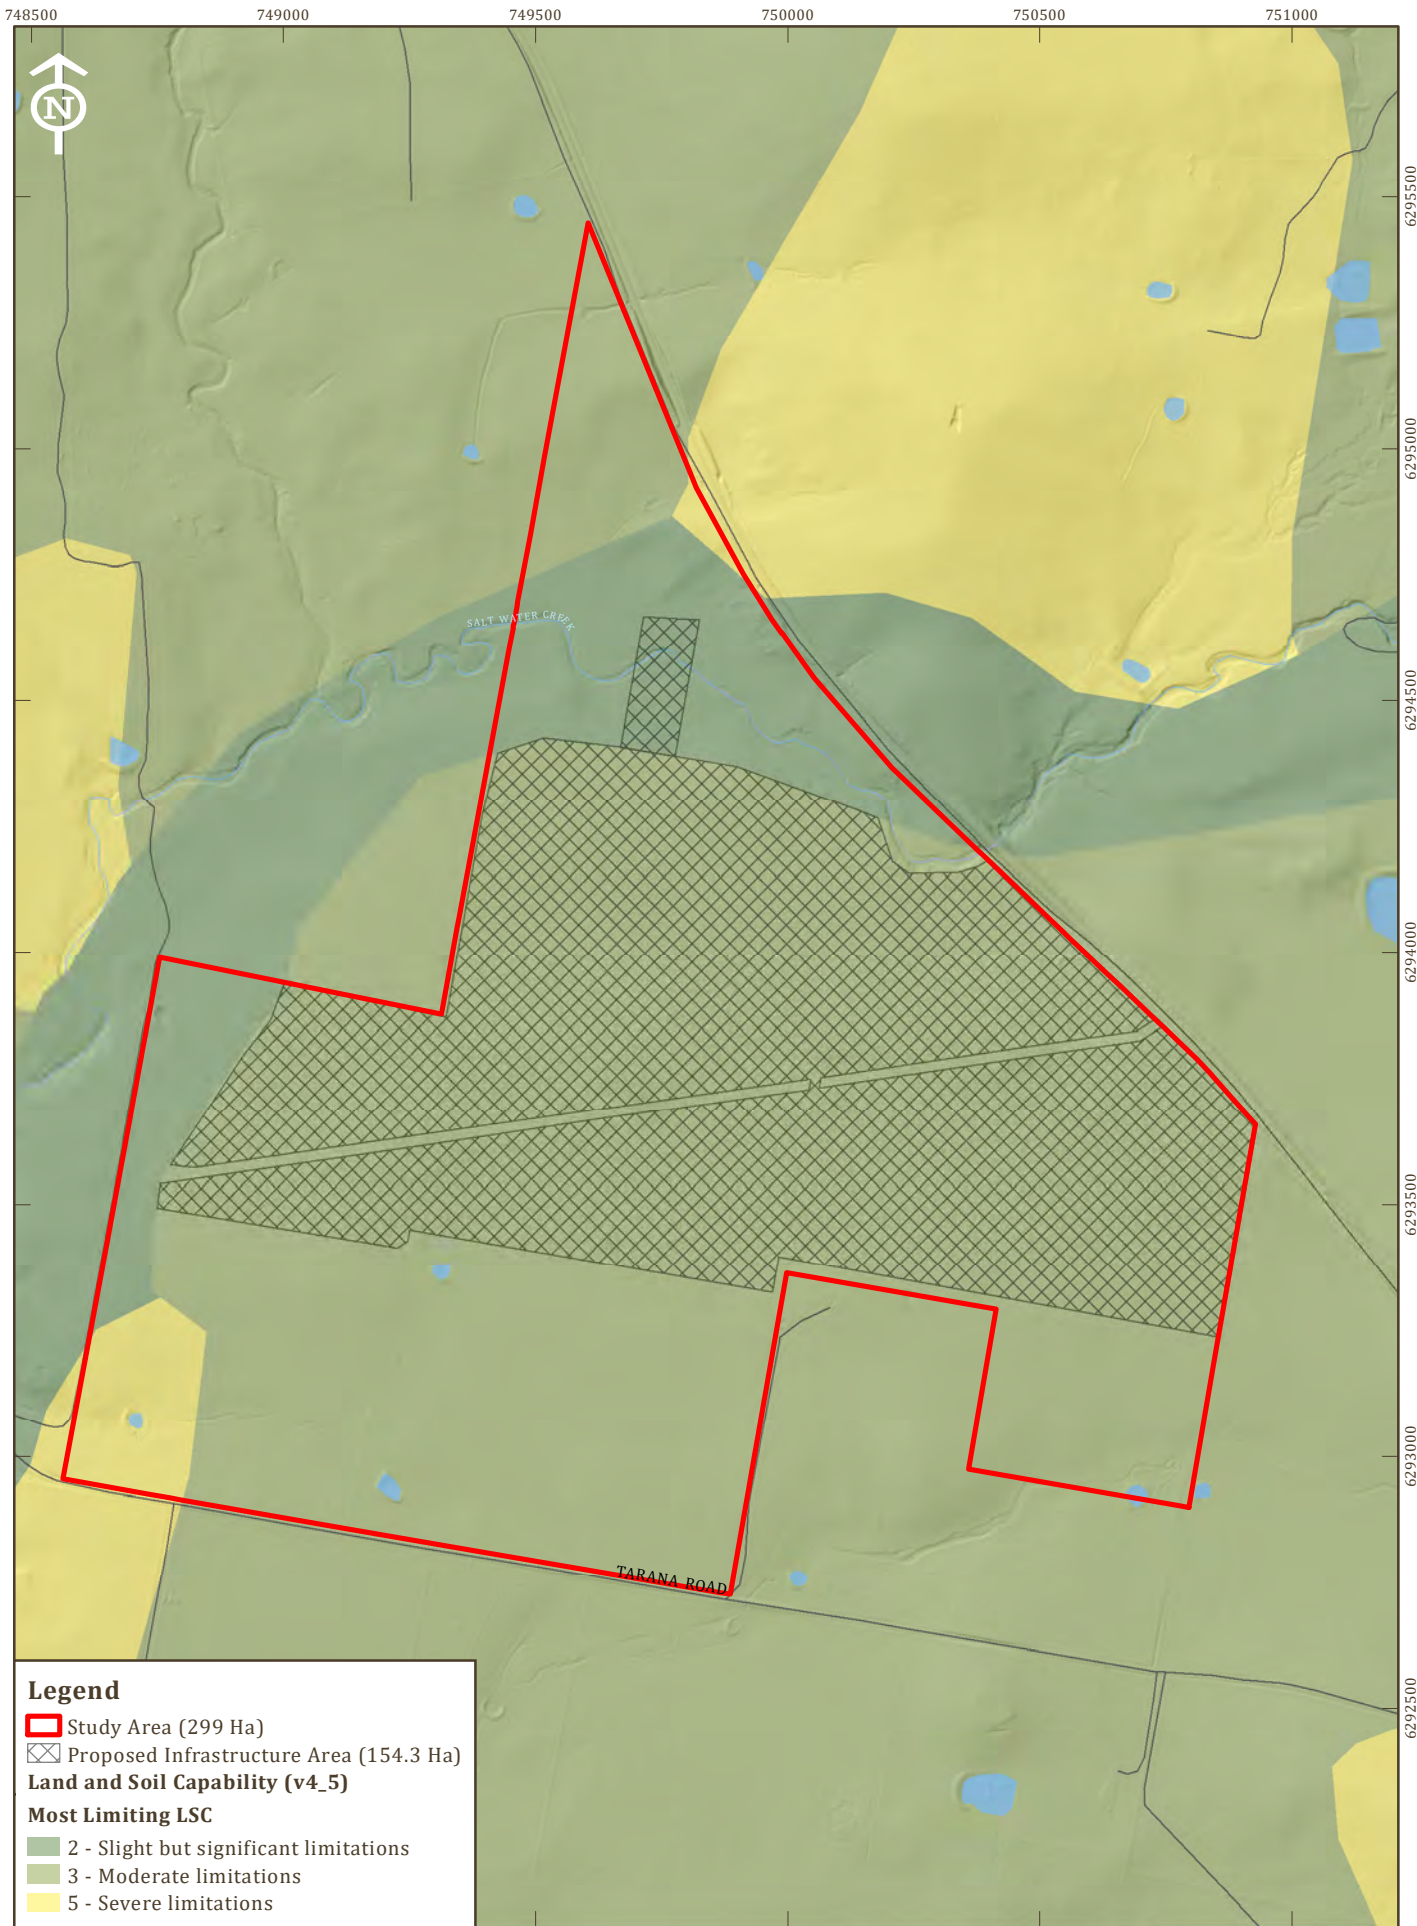 748500 749000 749500 750000 750500 751000
N
6295500
6295000
SALT WATER CREEK
6294500
6294000
6293500
6293000
TARANA ROAD
6292500
Legend
Study Area (299 Ha)
Proposed Infrastructure Area (154.3 Ha)
Land and Soil Capability (v4_5)
Most Limiting LSC
2 - Slight but significant limitations
3 - Moderate limitations
5 - Severe limitations